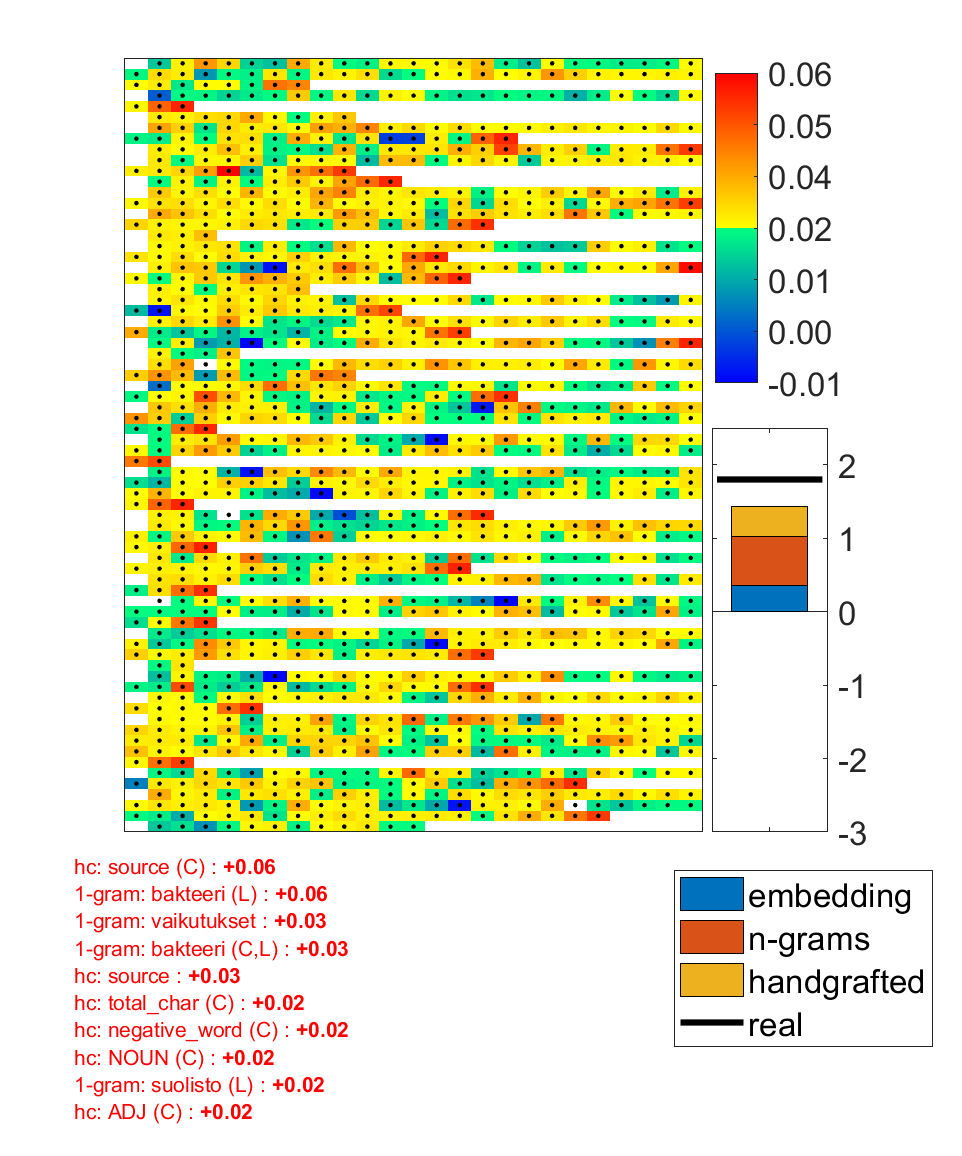 0.06
0.05
0.04
0.02
0.01
0.00
-0.01
2
1
0
-1
-2
-3
hc: source (C) : +0.06
1-gram: bakteeri (L) : +0.06
1-gram: vaikutukset : +0.03
1-gram: bakteeri (C,L) : +0.03
hc: source : +0.03
hc: total_char (C) : +0.02
hc: negative_word (C) : +0.02
hc: NOUN (C) : +0.02
1-gram: suolisto (L) : +0.02
hc: ADJ (C) : +0.02
embedding
n-grams
handgrafted
real